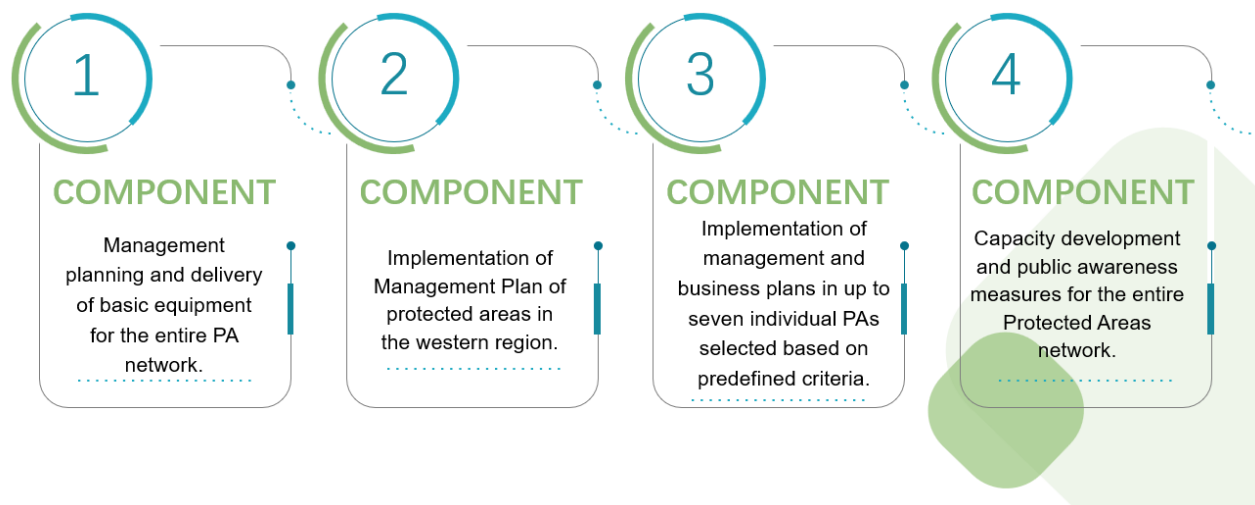 1
COMPONENT
Management
planning and delivery
of basic equipment
for the entire PA
network.
2
COMPONENT
Implementation of
Management Plan of
protected areas in
the western region.
3
COMPONENT
Implementation of
management and
business plans in up to
seven individual PAs
selected based on
predefined criteria.
4
COMPONENT
Capacity development
and public awareness
measures for the entire
Protected Areas
network.